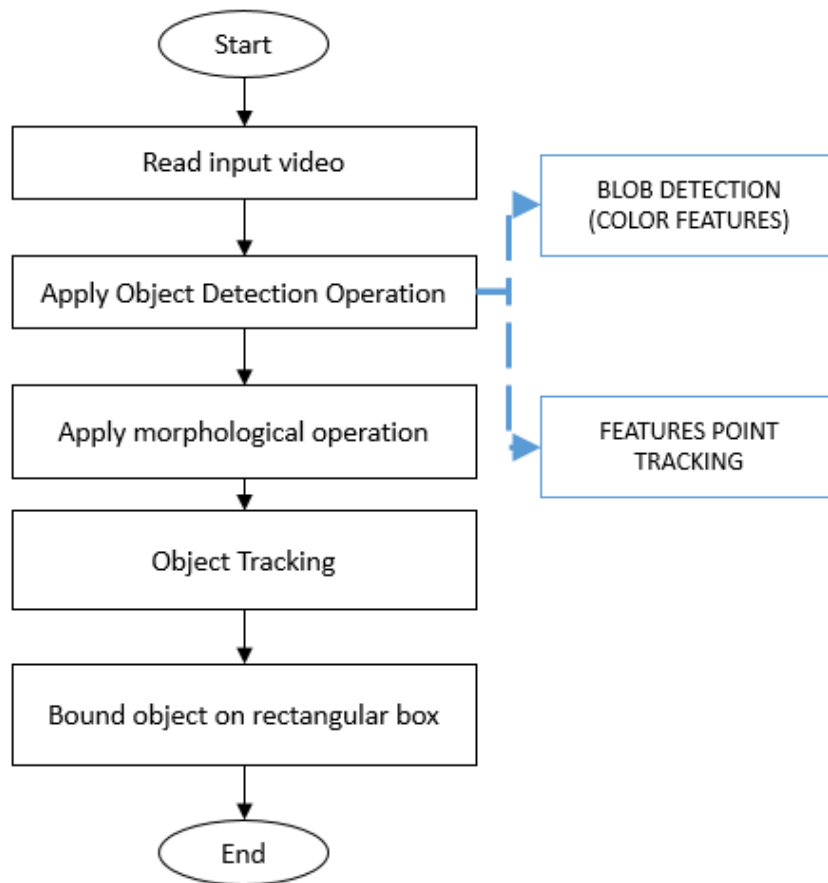 Start
Read input video
BLOB DETECTION
(COLOR FEATURES)
Apply Object Detection Operation
Apply morphological operation
FEATURES POINT
TRACKING
Object Tracking
Bound object on rectangular box
End